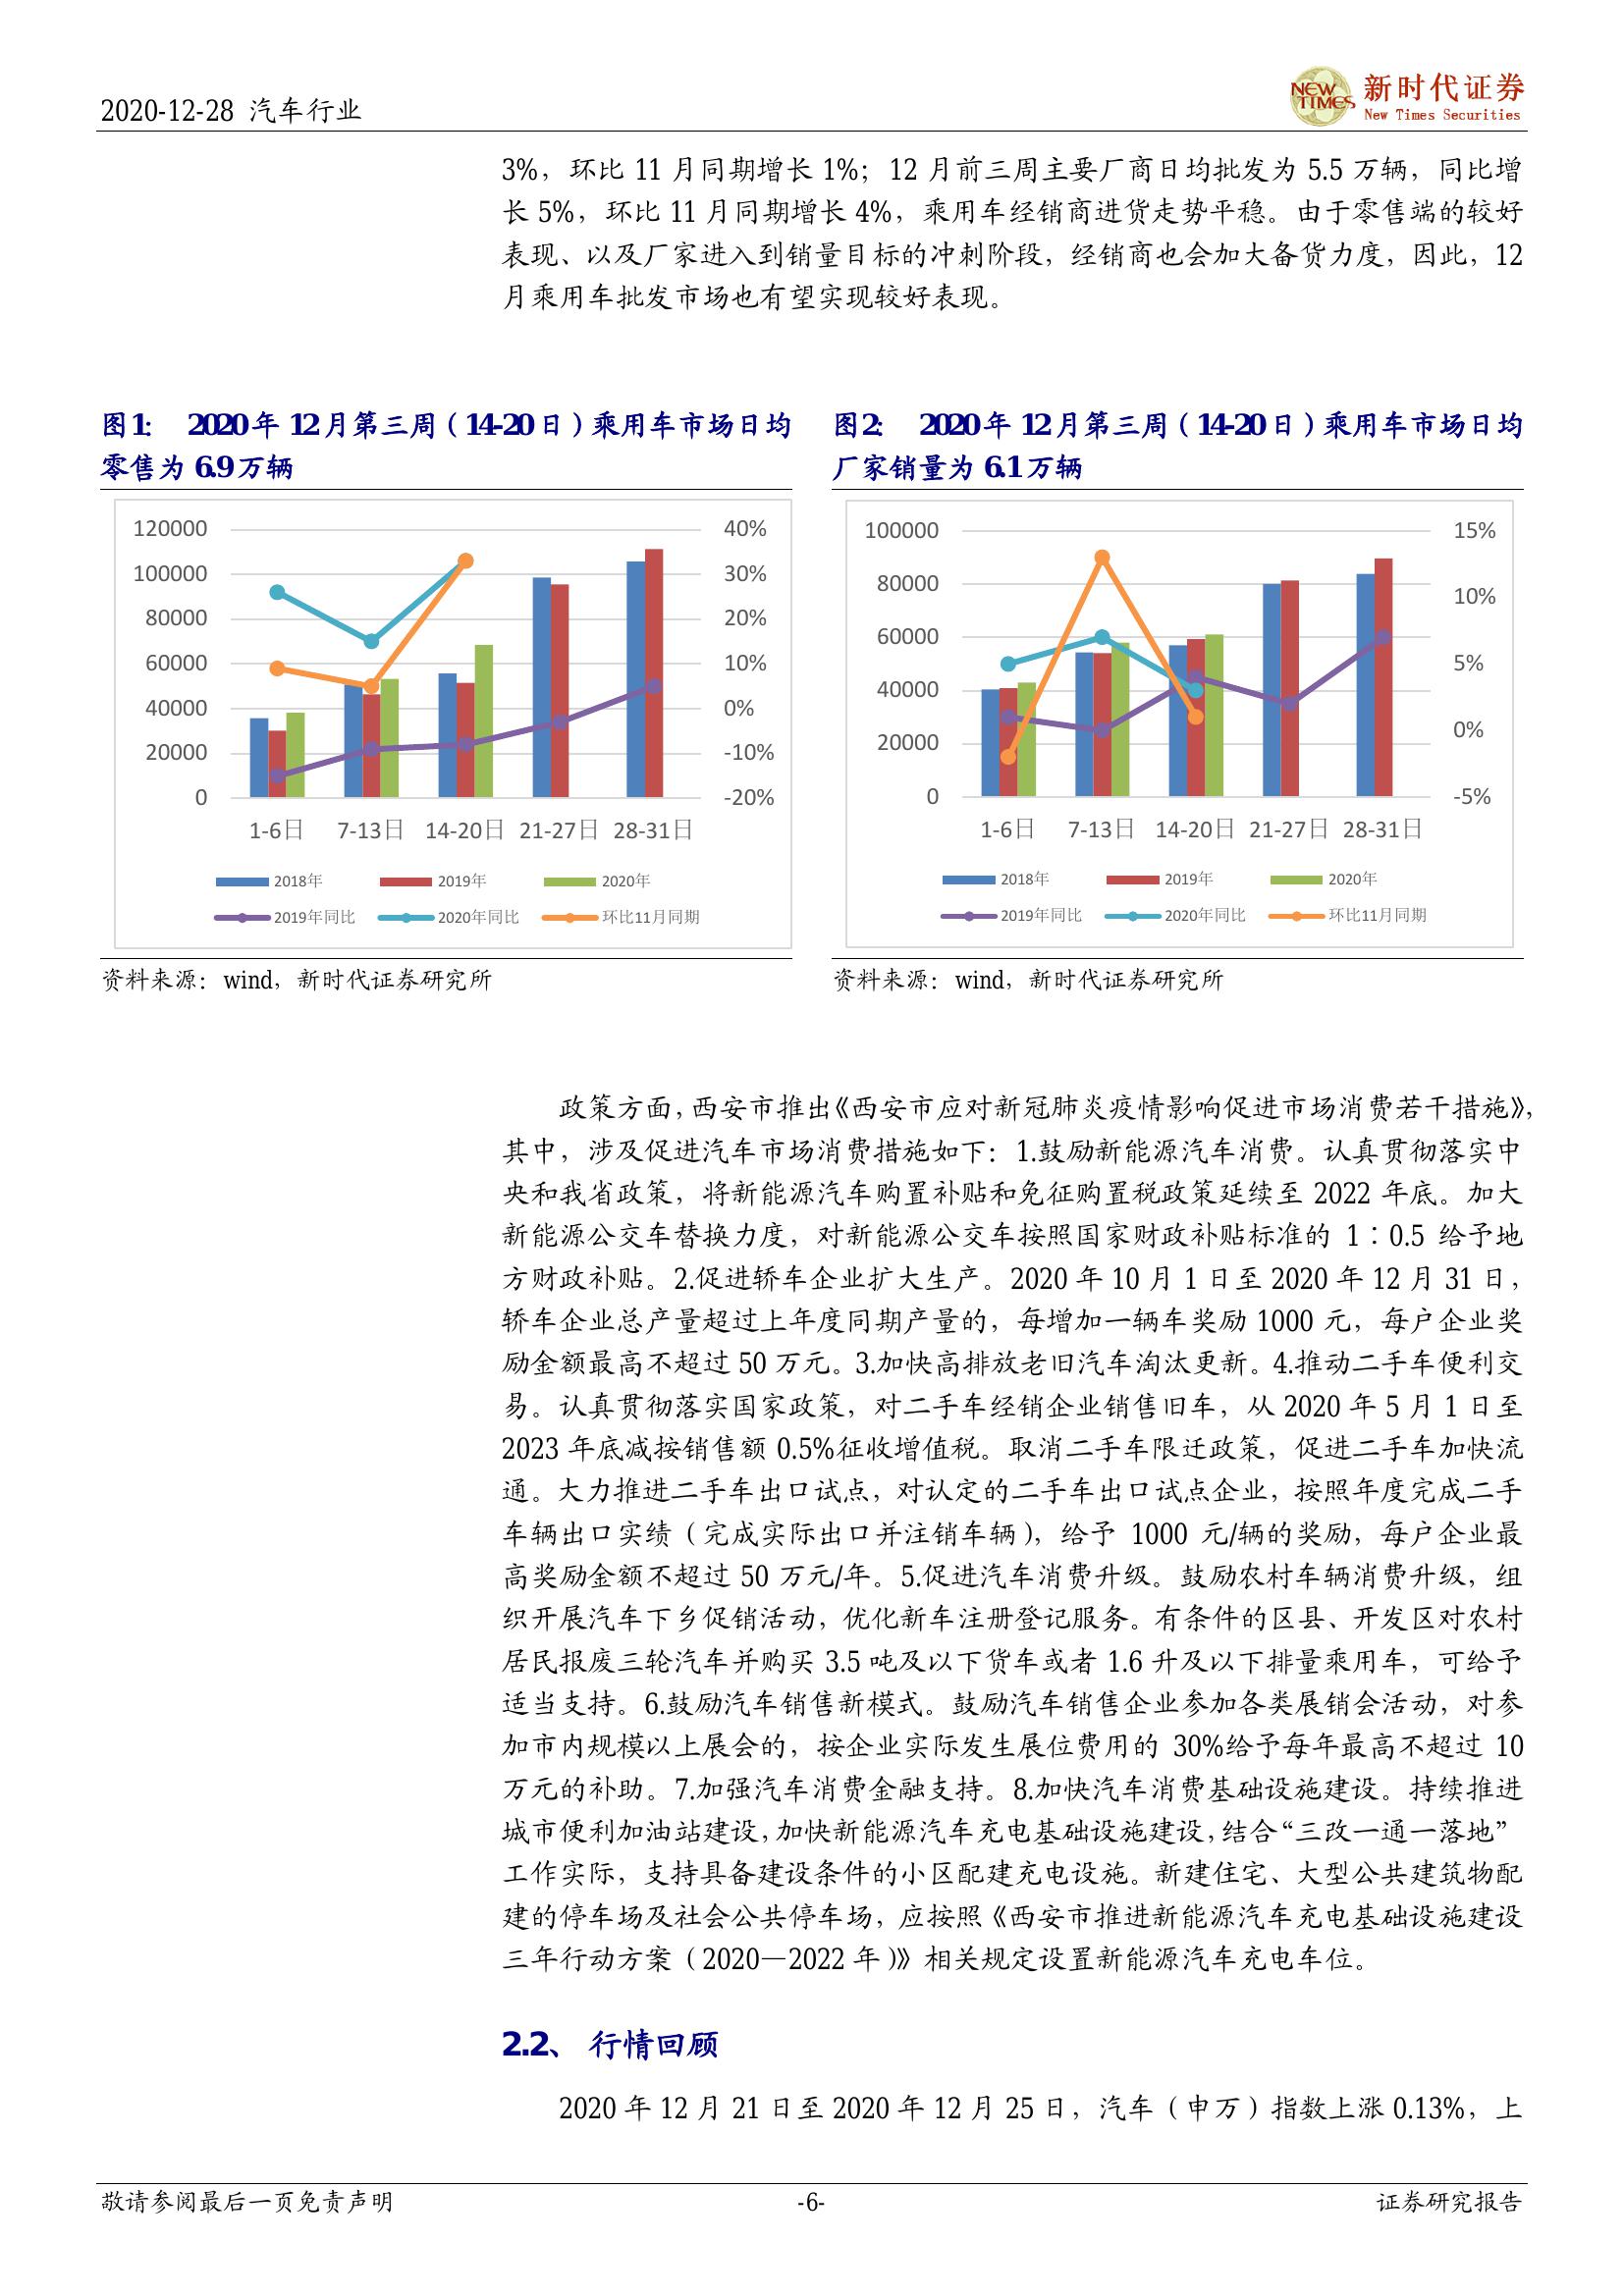 2020-12-28 汽车行业
NEW TIMES 新时代证券
New Times Securities
3%，环比 11 月同期增长 1%；12 月前三周主要厂商日均批发为 5.5 万辆，同比增
长 5%，环比 11 月同期增长 4%，乘用车经销商进货走势平稳。由于零售端的较好
表现、以及厂家进入到销量目标的冲刺阶段，经销商也会加大备货力度，因此，12
月乘用车批发市场也有望实现较好表现。
图1： 2020 年 12 月第三周（14-20 日）乘用车市场日均
零售为 6.9 万辆
120000
100000
80000
60000
40000
20000
0
40%
30%
20%
10%
0%
-10%
-20%
1-6日 7-13日 14-20日 21-27日 28-31日
2018年 2019年 2020年
2019年同比 2020年同比 环比11月同期
资料来源：wind，新时代证券研究所
图2： 2020 年 12 月第三周（14-20 日）乘用车市场日均
厂家销量为 6.1 万辆
100000
80000
60000
40000
20000
0
15%
10%
5%
0%
-5%
1-6日 7-13日 14-20日 21-27日 28-31日
2018年 2019年 2020年
2019年同比 2020年同比 环比11月同期
资料来源：wind，新时代证券研究所
政策方面，西安市推出《西安市应对新冠肺炎疫情影响促进市场消费若干措施》，
其中，涉及促进汽车市场消费措施如下：1.鼓励新能源汽车消费。认真贯彻落实中
央和我省政策，将新能源汽车购置补贴和免征购置税政策延续至 2022 年底。加大
新能源公交车替换力度，对新能源公交车按照国家财政补贴标准的 1∶0.5 给予地
方财政补贴。2.促进轿车企业扩大生产。2020 年 10 月 1 日至 2020 年 12 月 31 日，
轿车企业总产量超过上年度同期产量的，每增加一辆车奖励 1000 元，每户企业奖
励金额最高不超过 50 万元。3.加快高排放老旧汽车淘汰更新。4.推动二手车便利交
易。认真贯彻落实国家政策，对二手车经销企业销售旧车，从 2020 年 5 月 1 日至
2023 年底减按销售额 0.5%征收增值税。取消二手车限迁政策，促进二手车加快流
通。大力推进二手车出口试点，对认定的二手车出口试点企业，按照年度完成二手
车辆出口实绩（完成实际出口并注销车辆），给予 1000 元/辆的奖励，每户企业最
高奖励金额不超过 50 万元/年。5.促进汽车消费升级。鼓励农村车辆消费升级，组
织开展汽车下乡促销活动，优化新车注册登记服务。有条件的区县、开发区对农村
居民报废三轮汽车并购买 3.5 吨及以下货车或者 1.6 升及以下排量乘用车，可给予
适当支持。6.鼓励汽车销售新模式。鼓励汽车销售企业参加各类展销会活动，对参
加市内规模以上展会的，按企业实际发生展位费用的 30%给予每年最高不超过 10
万元的补助。7.加强汽车消费金融支持。8.加快汽车消费基础设施建设。持续推进
城市便利加油站建设，加快新能源汽车充电基础设施建设，结合“三改一通一落地”
工作实际，支持具备建设条件的小区配建充电设施。新建住宅、大型公共建筑物配
建的停车场及社会公共停车场，应按照《西安市推进新能源汽车充电基础设施建设
三年行动方案（2020—2022 年）》相关规定设置新能源汽车充电车位。
2.2、 行情回顾
2020 年 12 月 21 日至 2020 年 12 月 25 日，汽车（申万）指数上涨 0.13%，上
敬请参阅最后一页免责声明 -6- 证券研究报告